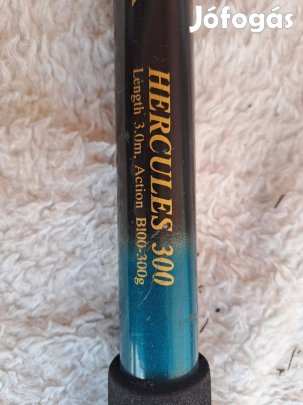 Jófogás
HERCULES 300
Length 3.0m, Action B100-300g